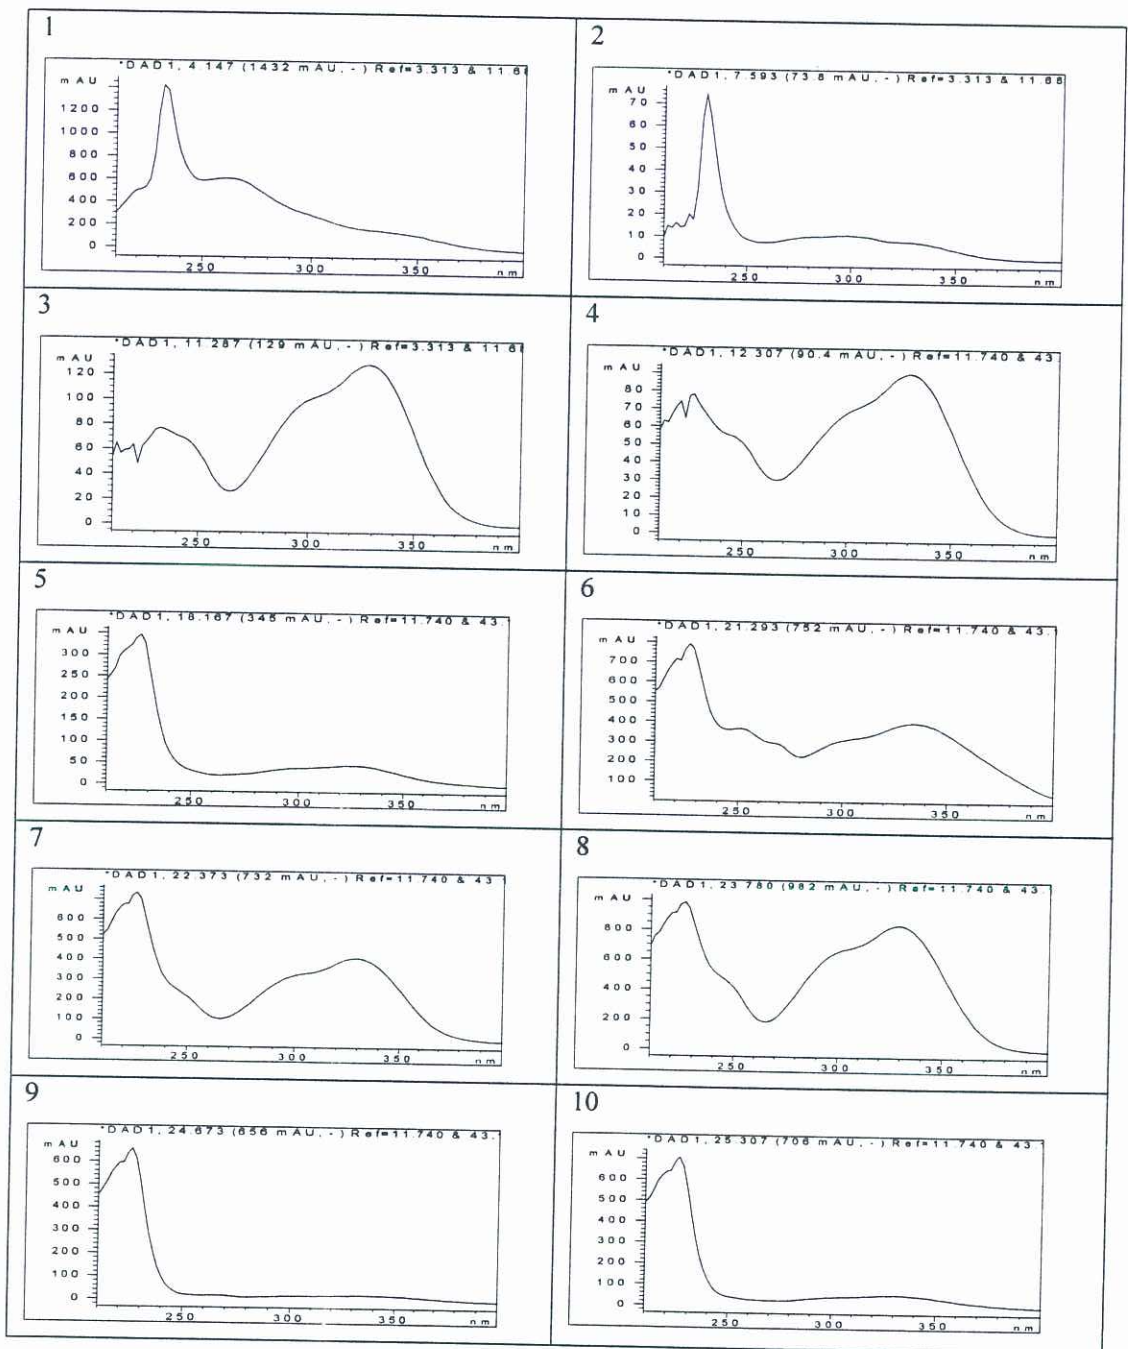 1
*DAD1, 4.147 (1432 mAU, - ) Ref=3.313 & 11.68
mAU
1200
1000
800
600
400
200
0
250 300 350 nm
2
*DAD1, 7.593 (73.8 mAU, - ) Ref=3.313 & 11.68
mAU
70
60
50
40
30
20
10
0
250 300 350 nm
3
*DAD1, 11.287 (129 mAU, - ) Ref=3.313 & 11.68
mAU
120
100
80
60
40
20
0
250 300 350 nm
4
*DAD1, 12.307 (90.4 mAU, - ) Ref=11.740 & 43.
mAU
80
70
60
50
40
30
20
10
0
250 300 350 nm
5
*DAD1, 18.167 (345 mAU, - ) Ref=11.740 & 43.
mAU
300
250
200
150
100
50
0
250 300 350 nm
6
*DAD1, 21.293 (752 mAU, - ) Ref=11.740 & 43.
mAU
700
600
500
400
300
200
100
250 300 350 nm
7
*DAD1, 22.373 (732 mAU, - ) Ref=11.740 & 43
mAU
600
500
400
300
200
100
0
250 300 350 nm
8
*DAD1, 23.780 (982 mAU, - ) Ref=11.740 & 43.
mAU
800
600
400
200
0
250 300 350 nm
9
*DAD1, 24.673 (656 mAU, - ) Ref=11.740 & 43.
mAU
600
500
400
300
200
100
0
250 300 350 nm
10
*DAD1, 25.307 (706 mAU, - ) Ref=11.740 & 43.
mAU
600
500
400
300
200
100
0
250 300 350 nm